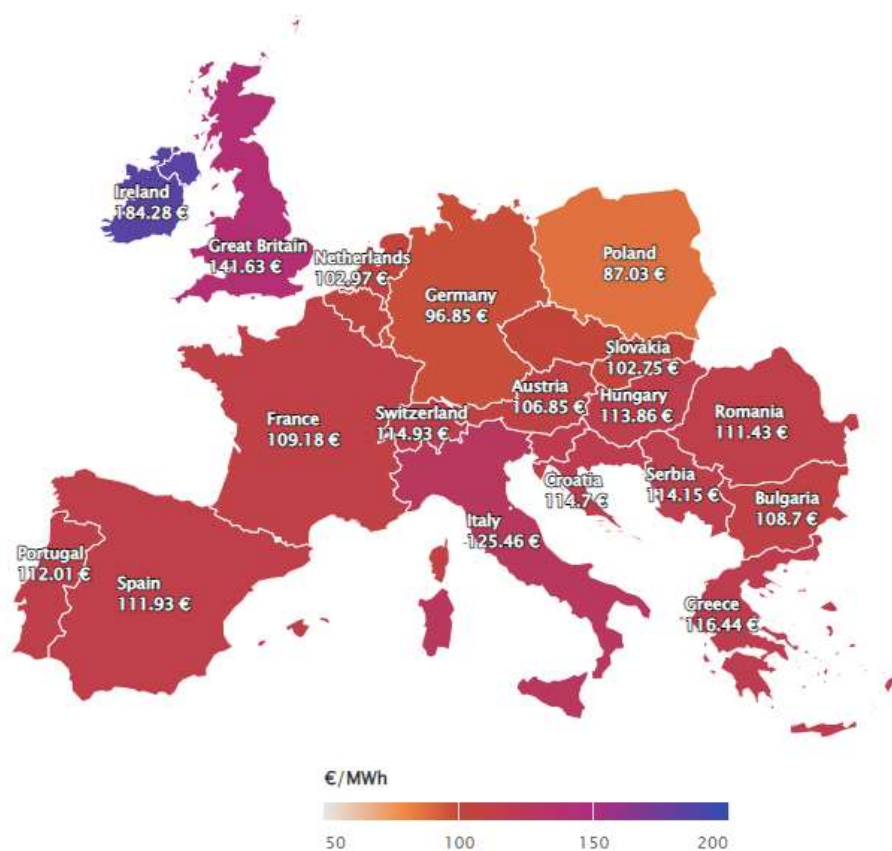 Ireland
184.28 €
Great Britain
141.63 €
Netherlands
102.97 €
Germany
96.85 €
Poland
87.03 €
Slovakia
102.75 €
Austria
106.85 €
Hungary
113.86 €
Romania
111.43 €
France
109.18 €
Switzerland
114.93 €
Croatia
114.7 €
Serbia
114.15 €
Bulgaria
108.7 €
Italy
125.46 €
Portugal
112.01 €
Spain
111.93 €
Greece
116.44 €
€/MWh
50 100 150 200